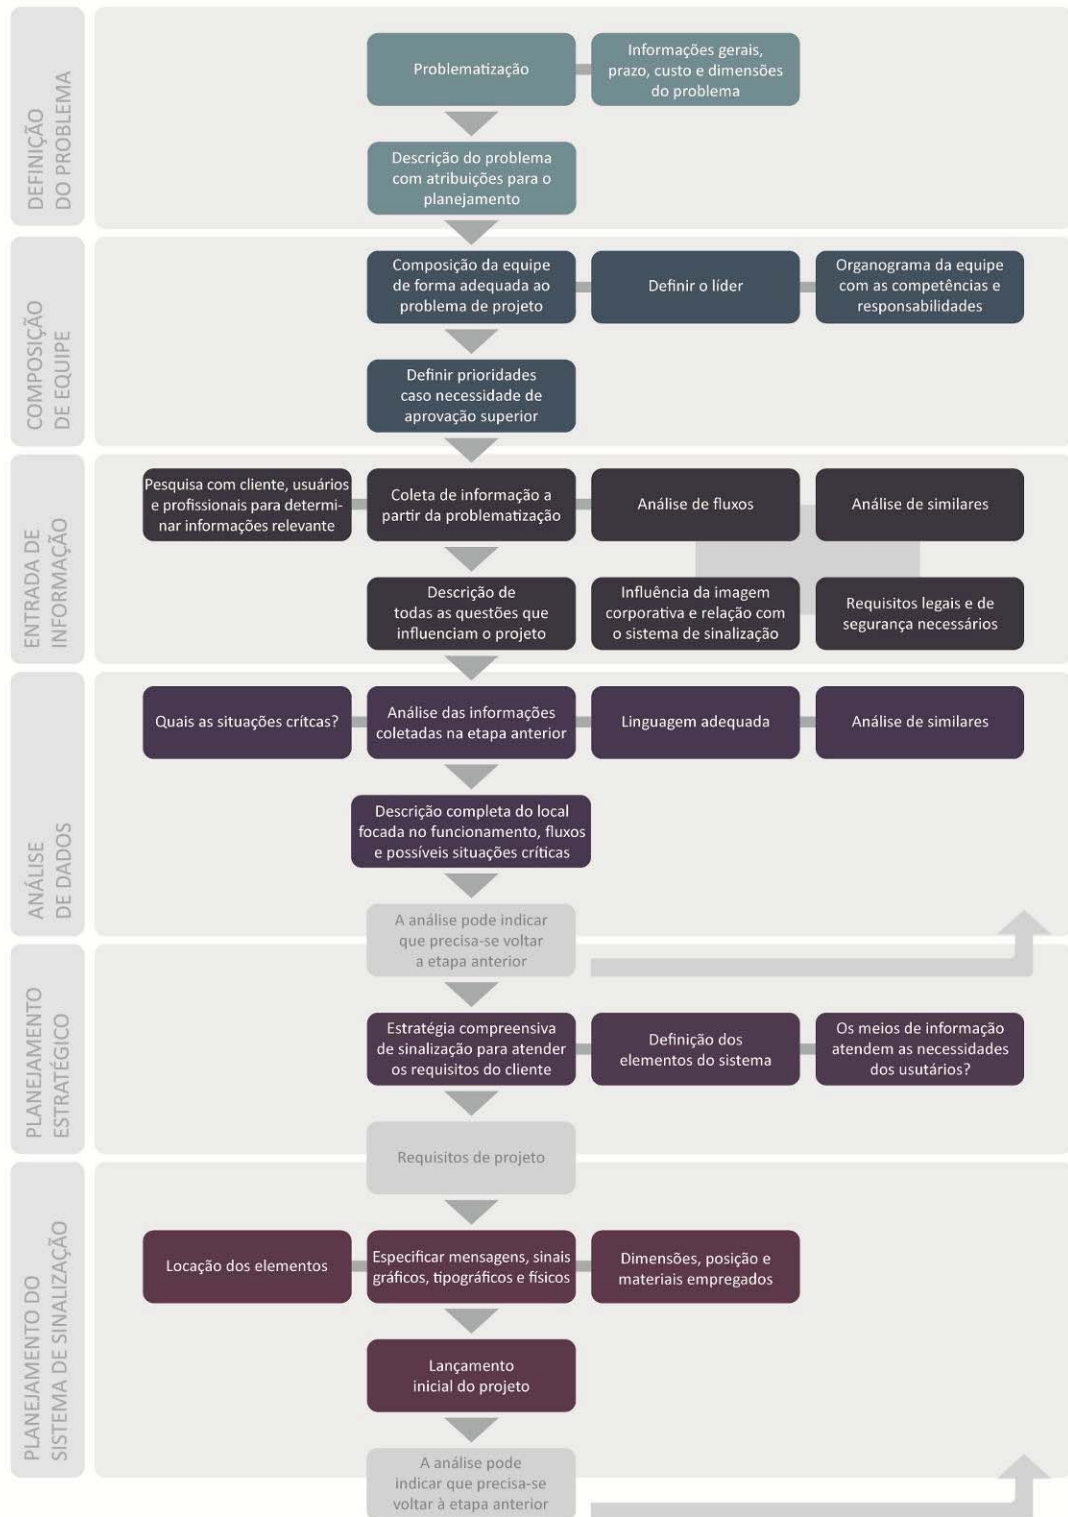 DEFINIÇÃO
DO PROBLEMA
Problematização
Informações gerais,
prazo, custo e dimensões
do problema
Descrição do problema
com atribuições para o
planejamento
COMPOSIÇÃO
DE EQUIPE
Composição da equipe
de forma adequada ao
problema de projeto
Definir o líder
Organograma da equipe
com as competências e
responsabilidades
Definir prioridades
caso necessidade de
aprovação superior
ENTRADA DE
INFORMAÇÃO
Pesquisa com cliente, usuários
e profissionais para determi-
nar informações relevante
Coleta de informação a
partir da problematização
Análise de fluxos
Análise de similares
Descrição de
todas as questões que
influenciam o projeto
Influência da imagem
corporativa e relação com
o sistema de sinalização
Requisitos legais e de
segurança necessários
ANÁLISE
DE DADOS
Quais as situações crítcas?
Análise das informações
coletadas na etapa anterior
Linguagem adequada
Análise de similares
Descrição completa do local
focada no funcionamento, fluxos
e possíveis situações críticas
A análise pode indicar
que precisa-se voltar
a etapa anterior
PLANEJAMENTO
ESTRATÉGICO
Estratégia compreensiva
de sinalização para atender
os requisitos do cliente
Definição dos
elementos do sistema
Os meios de informação
atendem as necessidades
dos usutários?
Requisitos de projeto
PLANEJAMENTO DO
SISTEMA DE SINALIZAÇÃO
Locação dos elementos
Especificar mensagens, sinais
gráficos, tipográficos e físicos
Dimensões, posição e
materiais empregados
Lançamento
inicial do projeto
A análise pode
indicar que precisa-se
voltar à etapa anterior